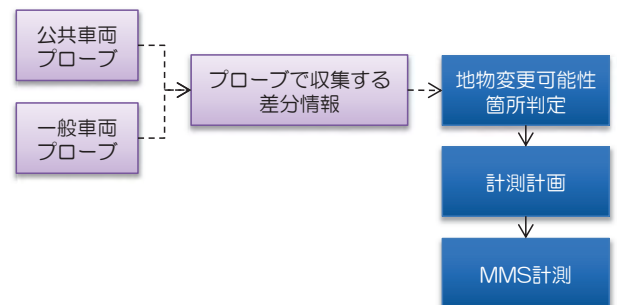 公共車両
プローブ
一般車両
プローブ
プローブで収集する
差分情報
地物変更可能性
箇所判定
計測計画
MMS計測